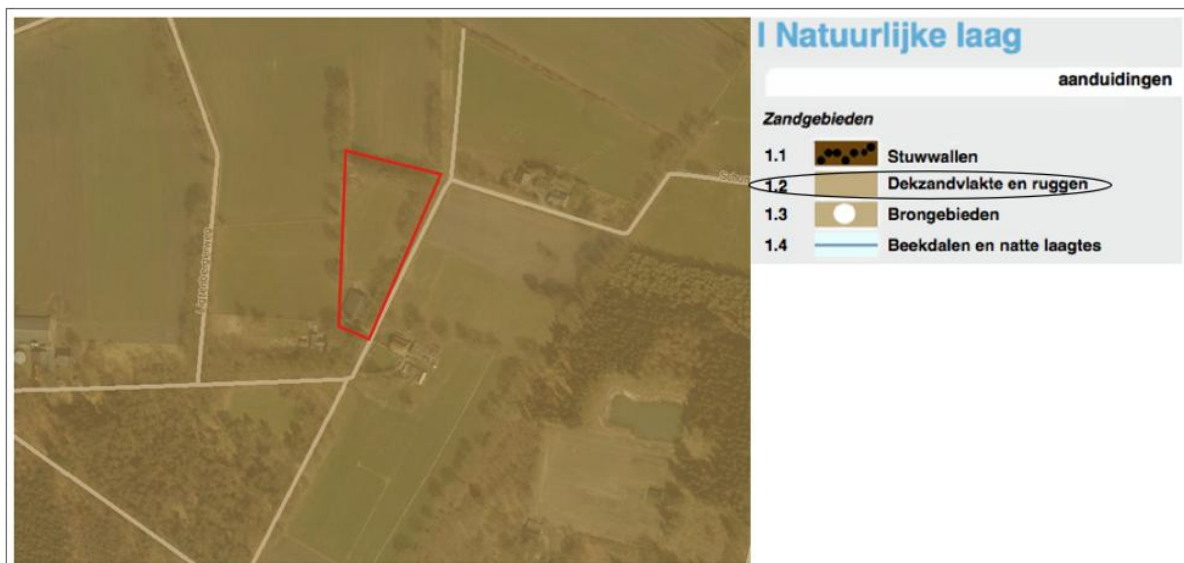 I Natuurlijke laag
aanduidingen
Zandgebieden
1.1 Stuwwallen
1.2 Dekzandvlakte en ruggen
1.3 Brongebieden
1.4 Beekdalen en natte laagtes